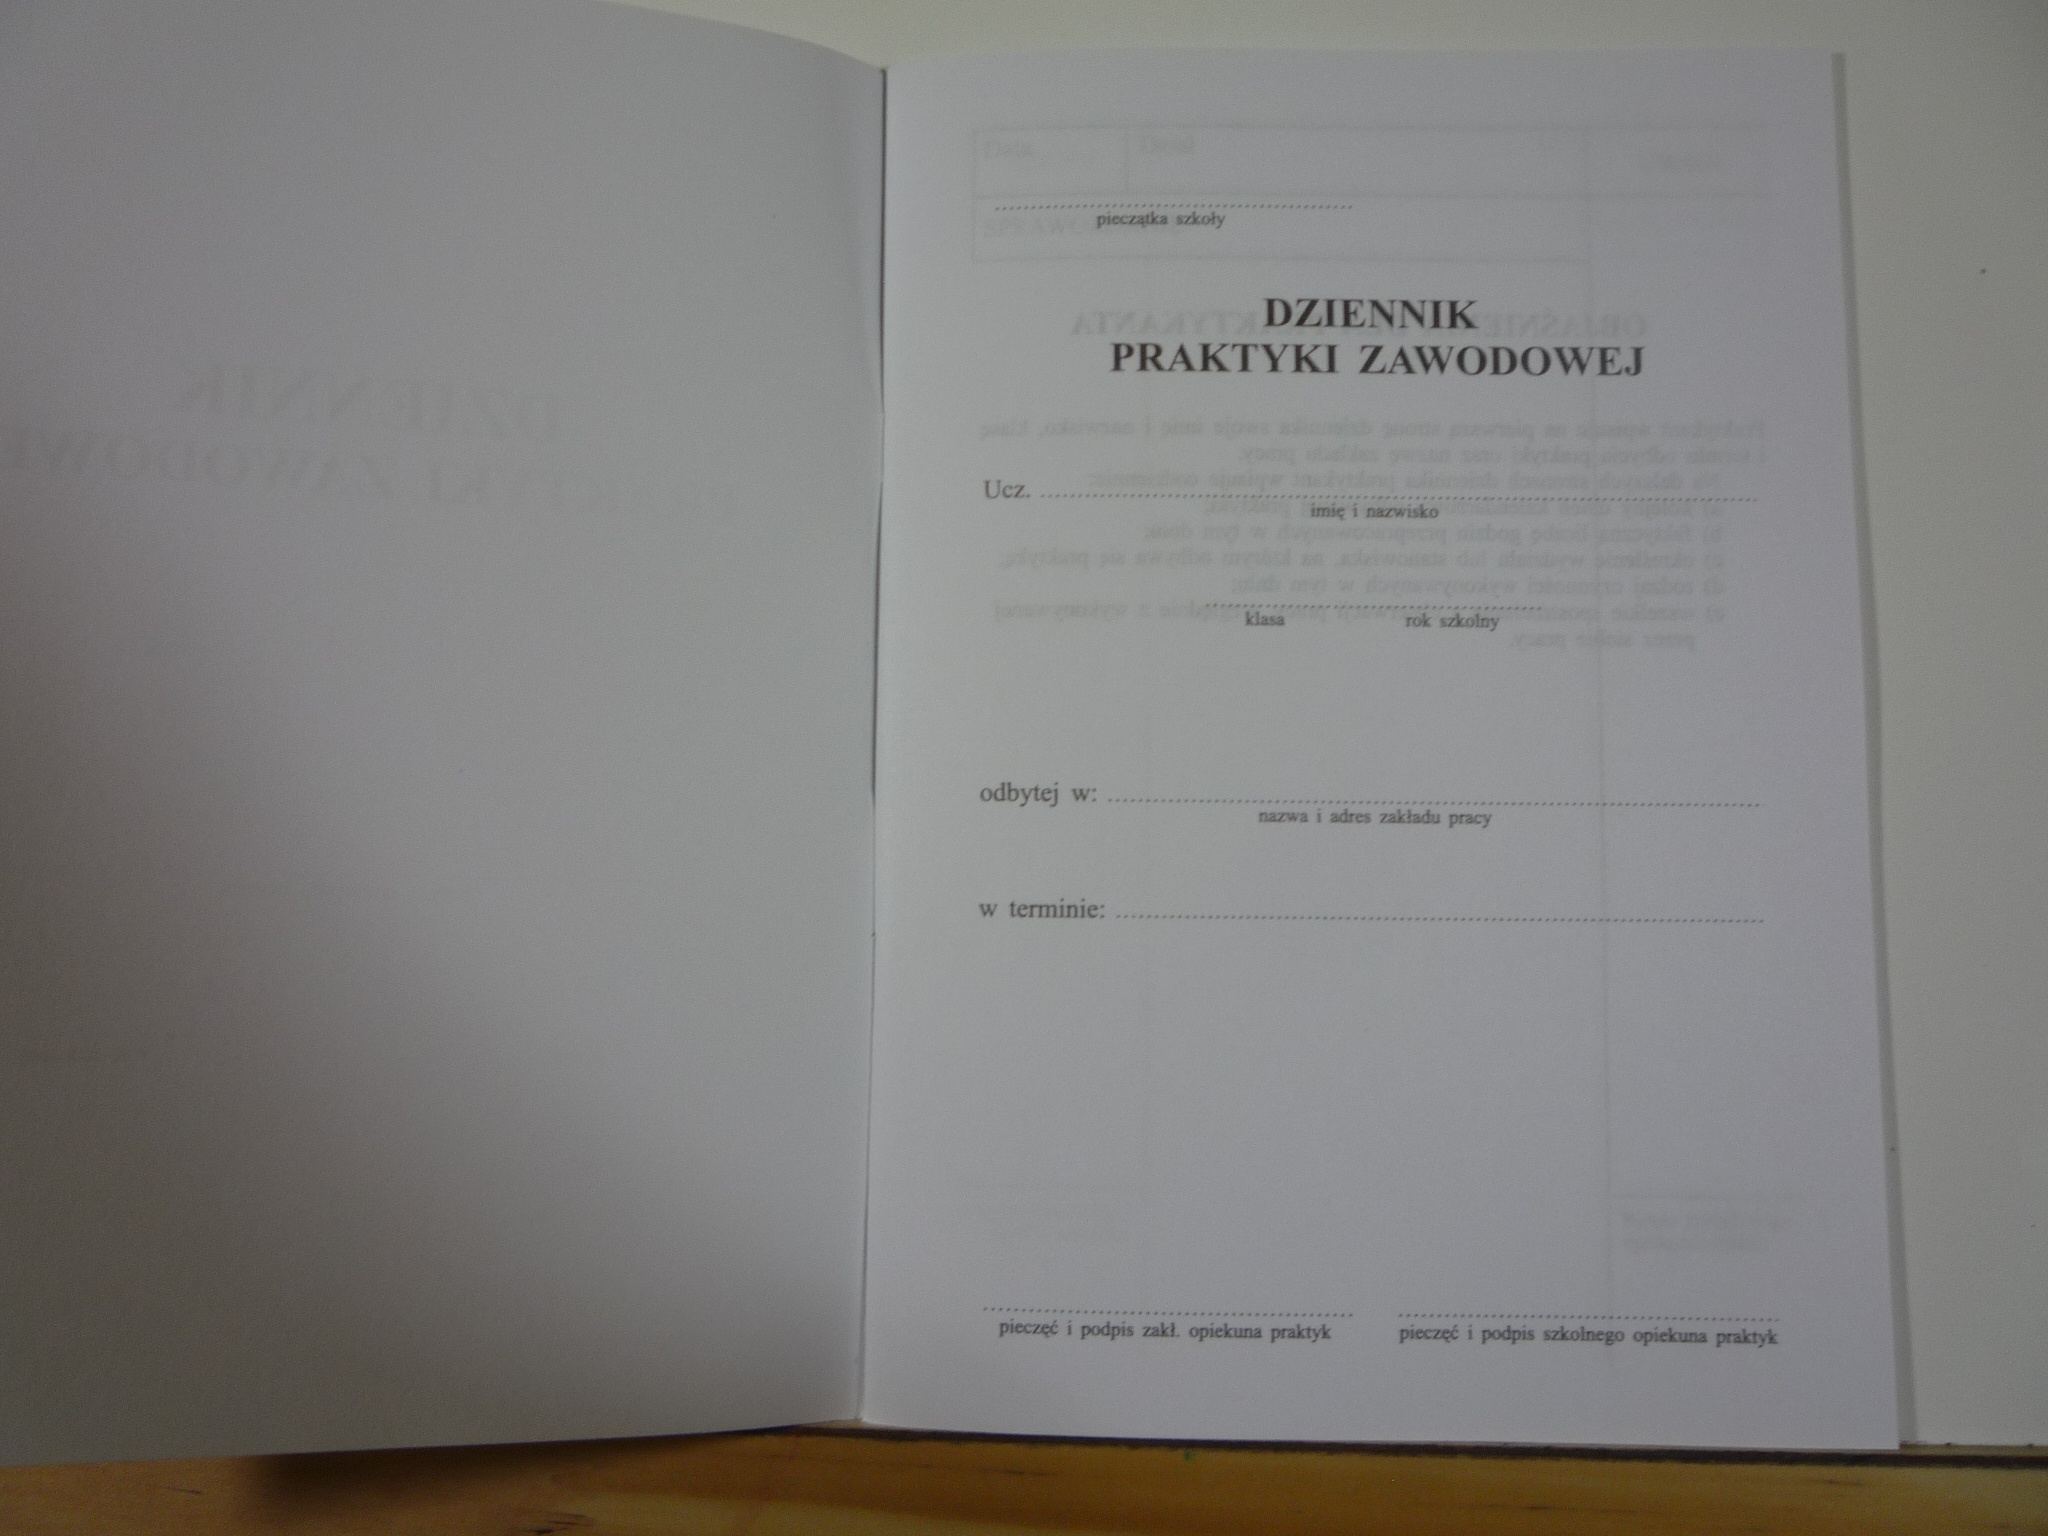 pieczątka szkoły
DZIENNIK
PRAKTYKI ZAWODOWEJ
Ucz. ........................................
imię i nazwisko
klasa rok szkolny
odbytej w: ........................................
nazwa i adres zakładu pracy
w terminie: ........................................
pieczęć i podpis zakł. opiekuna praktyk pieczęć i podpis szkolnego opiekuna praktyk